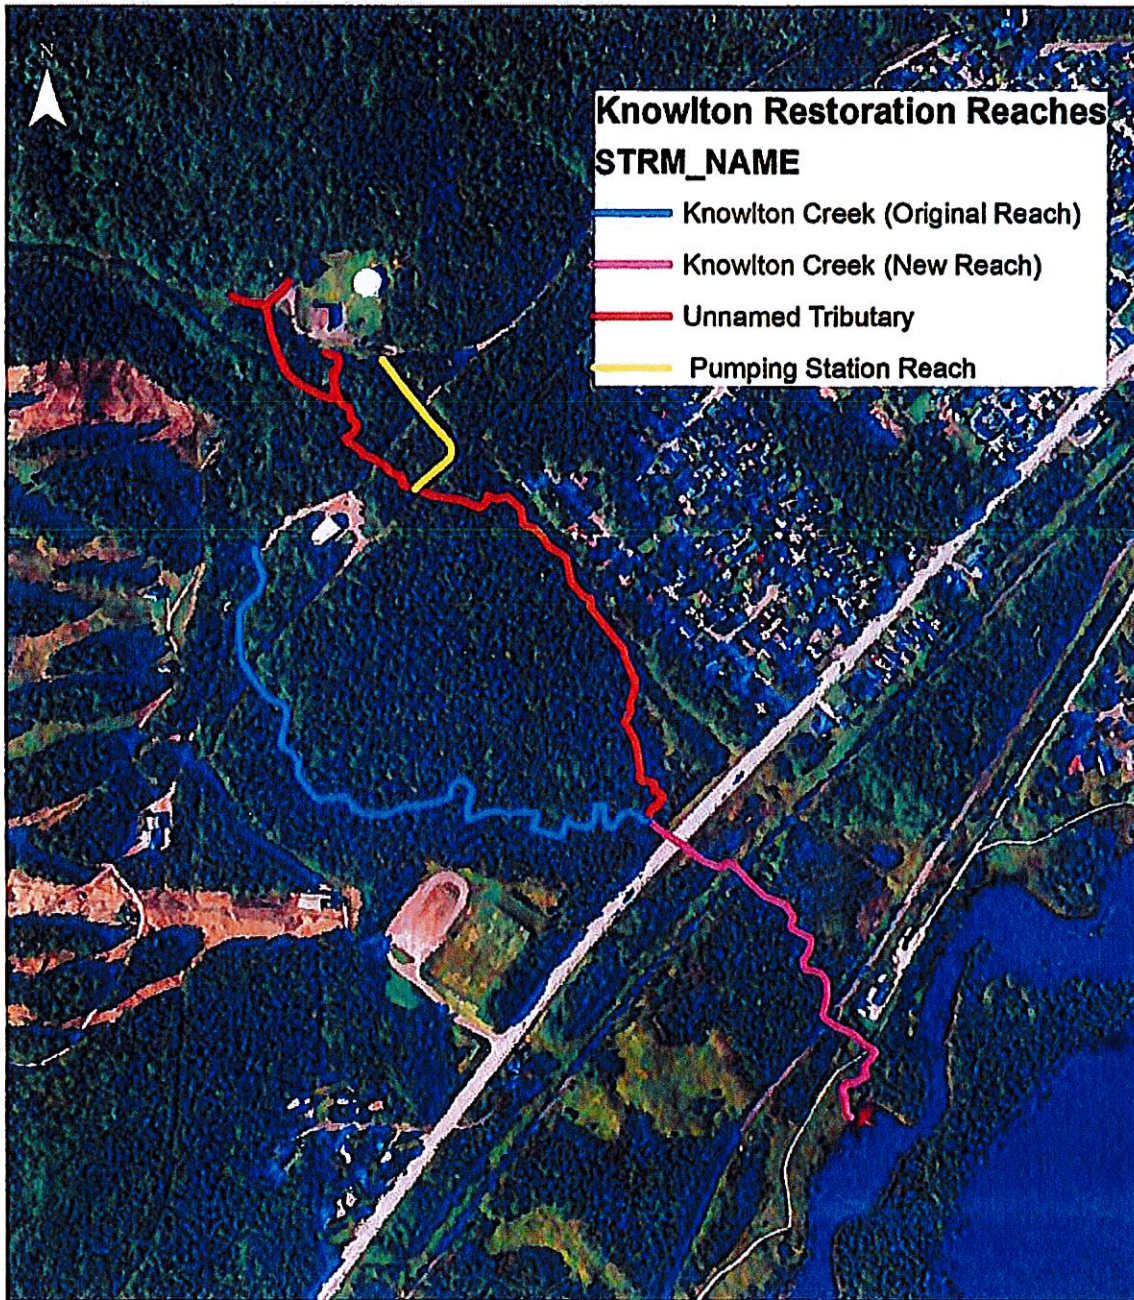 N
Knowlton Restoration Reaches
STRM_NAME
Knowlton Creek (Original Reach)
Knowlton Creek (New Reach)
Unnamed Tributary
Pumping Station Reach